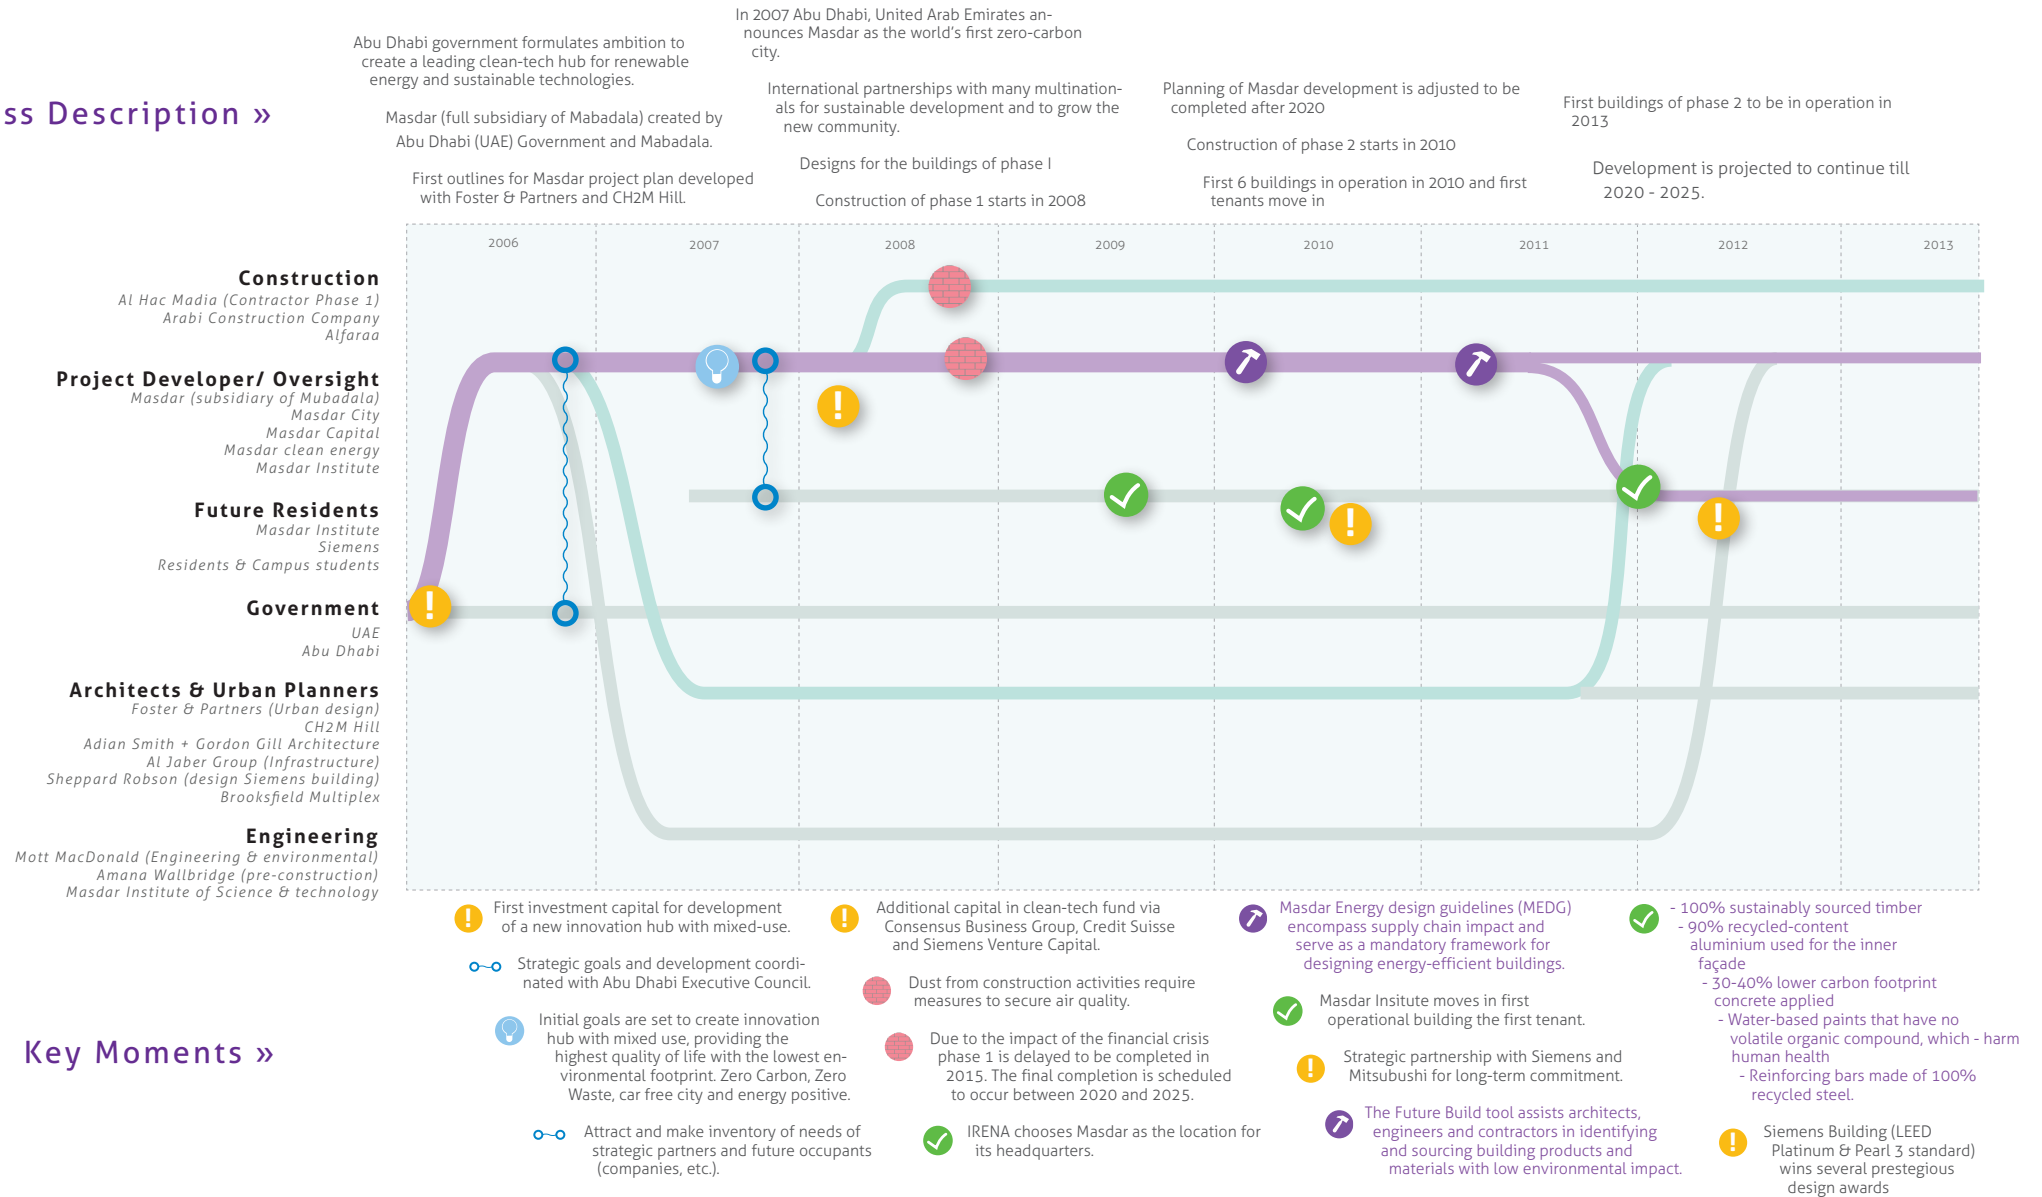 ss Description »
Abu Dhabi government formulates ambition to
create a leading clean-tech hub for renewable
energy and sustainable technologies.
Masdar (full subsidiary of Mabadala) created by
Abu Dhabi (UAE) Government and Mabadala.
First outlines for Masdar project plan developed
with Foster & Partners and CH2M Hill.
In 2007 Abu Dhabi, United Arab Emirates an-
nounces Masdar as the world's first zero-carbon
city.
International partnerships with many multination-
als for sustainable development and to grow the
new community.
Designs for the buildings of phase I
Construction of phase 1 starts in 2008
Planning of Masdar development is adjusted to be
completed after 2020
Construction of phase 2 starts in 2010
First 6 buildings in operation in 2010 and first
tenants move in
First buildings of phase 2 to be in operation in
2013
Development is projected to continue till
2020 - 2025.
2006 2007 2008 2009 2010 2011 2012 2013
Construction
Al Hac Madia (Contractor Phase 1)
Arabi Construction Company
Alfaraa
Project Developer/ Oversight
Masdar (subsidiary of Mubadala)
Masdar City
Masdar Capital
Masdar clean energy
Masdar Institute
Future Residents
Masdar Institute
Siemens
Residents & Campus students
Government
UAE
Abu Dhabi
Architects & Urban Planners
Foster & Partners (Urban design)
CH2M Hill
Adian Smith + Gordon Gill Architecture
Al Jaber Group (Infrastructure)
Sheppard Robson (design Siemens building)
Brooksfield Multiplex
Engineering
Mott MacDonald (Engineering & environmental)
Amana Wallbridge (pre-construction)
Masdar Institute of Science & technology
Key Moments »
First investment capital for development
of a new innovation hub with mixed-use.
Strategic goals and development coordi-
nated with Abu Dhabi Executive Council.
Initial goals are set to create innovation
hub with mixed use, providing the
highest quality of life with the lowest en-
vironmental footprint. Zero Carbon, Zero
Waste, car free city and energy positive.
Attract and make inventory of needs of
strategic partners and future occupants
(companies, etc.).
Additional capital in clean-tech fund via
Consensus Business Group, Credit Suisse
and Siemens Venture Capital.
Dust from construction activities require
measures to secure air quality.
Due to the impact of the financial crisis
phase 1 is delayed to be completed in
2015. The final completion is scheduled
to occur between 2020 and 2025.
IRENA chooses Masdar as the location for
its headquarters.
Masdar Energy design guidelines (MEDG)
encompass supply chain impact and
serve as a mandatory framework for
designing energy-efficient buildings.
Masdar Insitute moves in first
operational building the first tenant.
Strategic partnership with Siemens and
Mitsubushi for long-term commitment.
The Future Build tool assists architects,
engineers and contractors in identifying
and sourcing building products and
materials with low environmental impact.
- 100% sustainably sourced timber
- 90% recycled-content
aluminium used for the inner
façade
- 30-40% lower carbon footprint
concrete applied
- Water-based paints that have no
volatile organic compound, which - harm
human health
- Reinforcing bars made of 100%
recycled steel.
Siemens Building (LEED
Platinum & Pearl 3 standard)
wins several prestegious
design awards